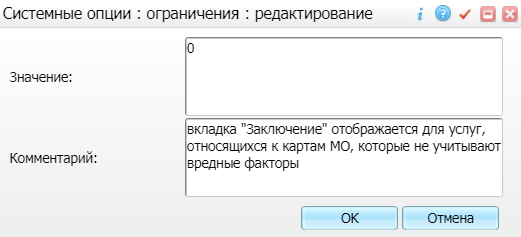 Системные опции : ограничения : редактирование
Значение:
0
Комментарий:
вкладка "Заключение" отображается для услуг,
относящихся к картам МО, которые не учитывают
вредные факторы
OK
Отмена